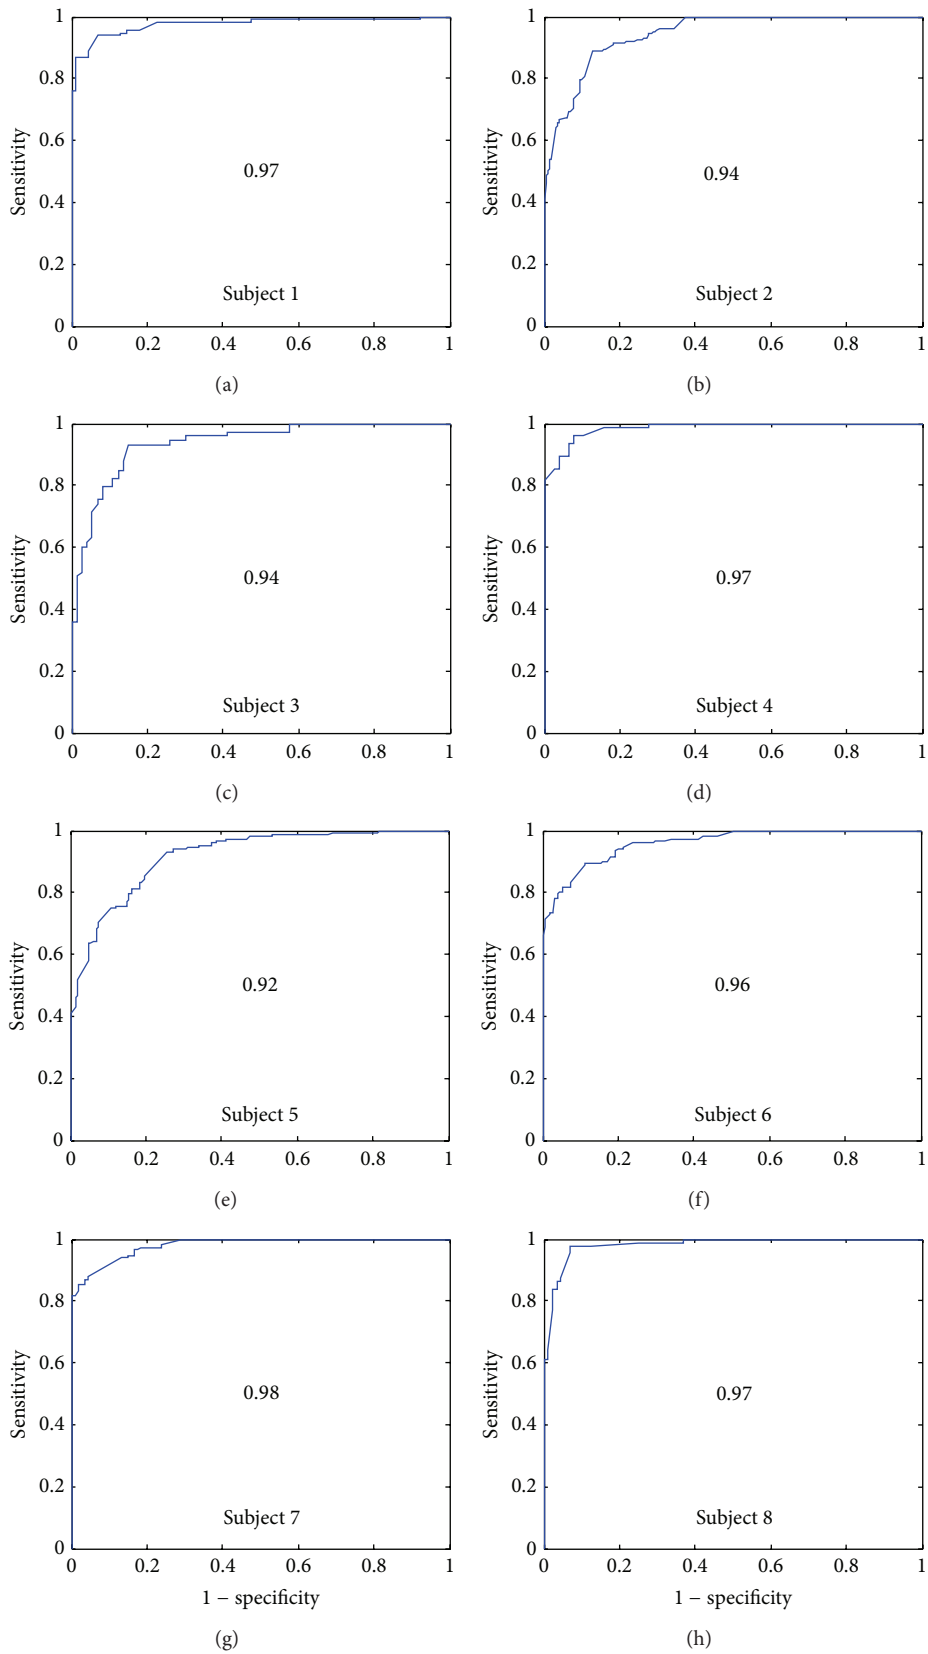 1
0.8
0.6
0.4
0.2
0
Sensitivity
0.97
Subject 1
0 0.2 0.4 0.6 0.8 1
(a)
1
0.8
0.6
0.4
0.2
0
Sensitivity
0.94
Subject 2
0 0.2 0.4 0.6 0.8 1
(b)
1
0.8
0.6
0.4
0.2
0
Sensitivity
0.94
Subject 3
0 0.2 0.4 0.6 0.8 1
(c)
1
0.8
0.6
0.4
0.2
0
Sensitivity
0.97
Subject 4
0 0.2 0.4 0.6 0.8 1
(d)
1
0.8
0.6
0.4
0.2
0
Sensitivity
0.92
Subject 5
0 0.2 0.4 0.6 0.8 1
(e)
1
0.8
0.6
0.4
0.2
0
Sensitivity
0.96
Subject 6
0 0.2 0.4 0.6 0.8 1
(f)
1
0.8
0.6
0.4
0.2
0
Sensitivity
0.98
Subject 7
0 0.2 0.4 0.6 0.8 1
1 − specificity
(g)
1
0.8
0.6
0.4
0.2
0
Sensitivity
0.97
Subject 8
0 0.2 0.4 0.6 0.8 1
1 − specificity
(h)